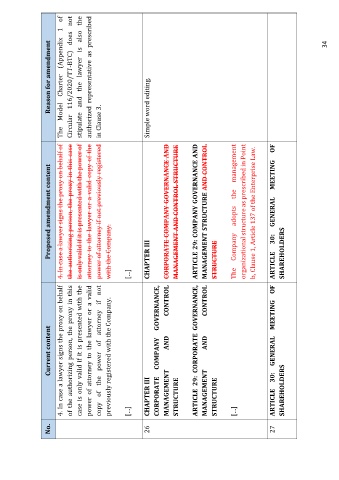 No.
Current content
Proposed amendment content
Reason for amendment
4. In case a lawyer signs the proxy on behalf
of the authorizing person, the proxy in this
case is only valid if it is presented with the
power of attorney to the lawyer or a valid
copy of the power of attorney if not
previously registered with the Company.
[...]
4. In case a lawyer signs the proxy on behalf of
the authorizing person, the proxy in this case
is only valid if it is presented with the power of
attorney to the lawyer or a valid copy of the
power of attorney if not previously registered
with the Company.
[...]
The Model Charter (Appendix 1 of
Circular 116/2020/TT-BTC) does not
stipulate and the lawyer is also the
authorized representative as prescribed
in Clause 3.
26
CHAPTER III
CORPORATE COMPANY GOVERNANCE,
MANAGEMENT AND CONTROL
STRUCTURE
ARTICLE 29: CORPORATE GOVERNANCE,
MANAGEMENT AND CONTROL
STRUCTURE
[...]
CHAPTER III
CORPORATE COMPANY GOVERNANCE AND
MANAGEMENT AND CONTROL STRUCTURE
ARTICLE 29: COMPANY GOVERNANCE AND
MANAGEMENT STRUCTURE AND CONTROL
STRUCTURE
The Company adopts the management
organizational structure as prescribed in Point
b, Clause 1, Article 137 of the Enterprise Law.
Simple word editing.
27
ARTICLE 30: GENERAL MEETING OF
SHAREHOLDERS
ARTICLE 30: GENERAL MEETING OF
SHAREHOLDERS
34